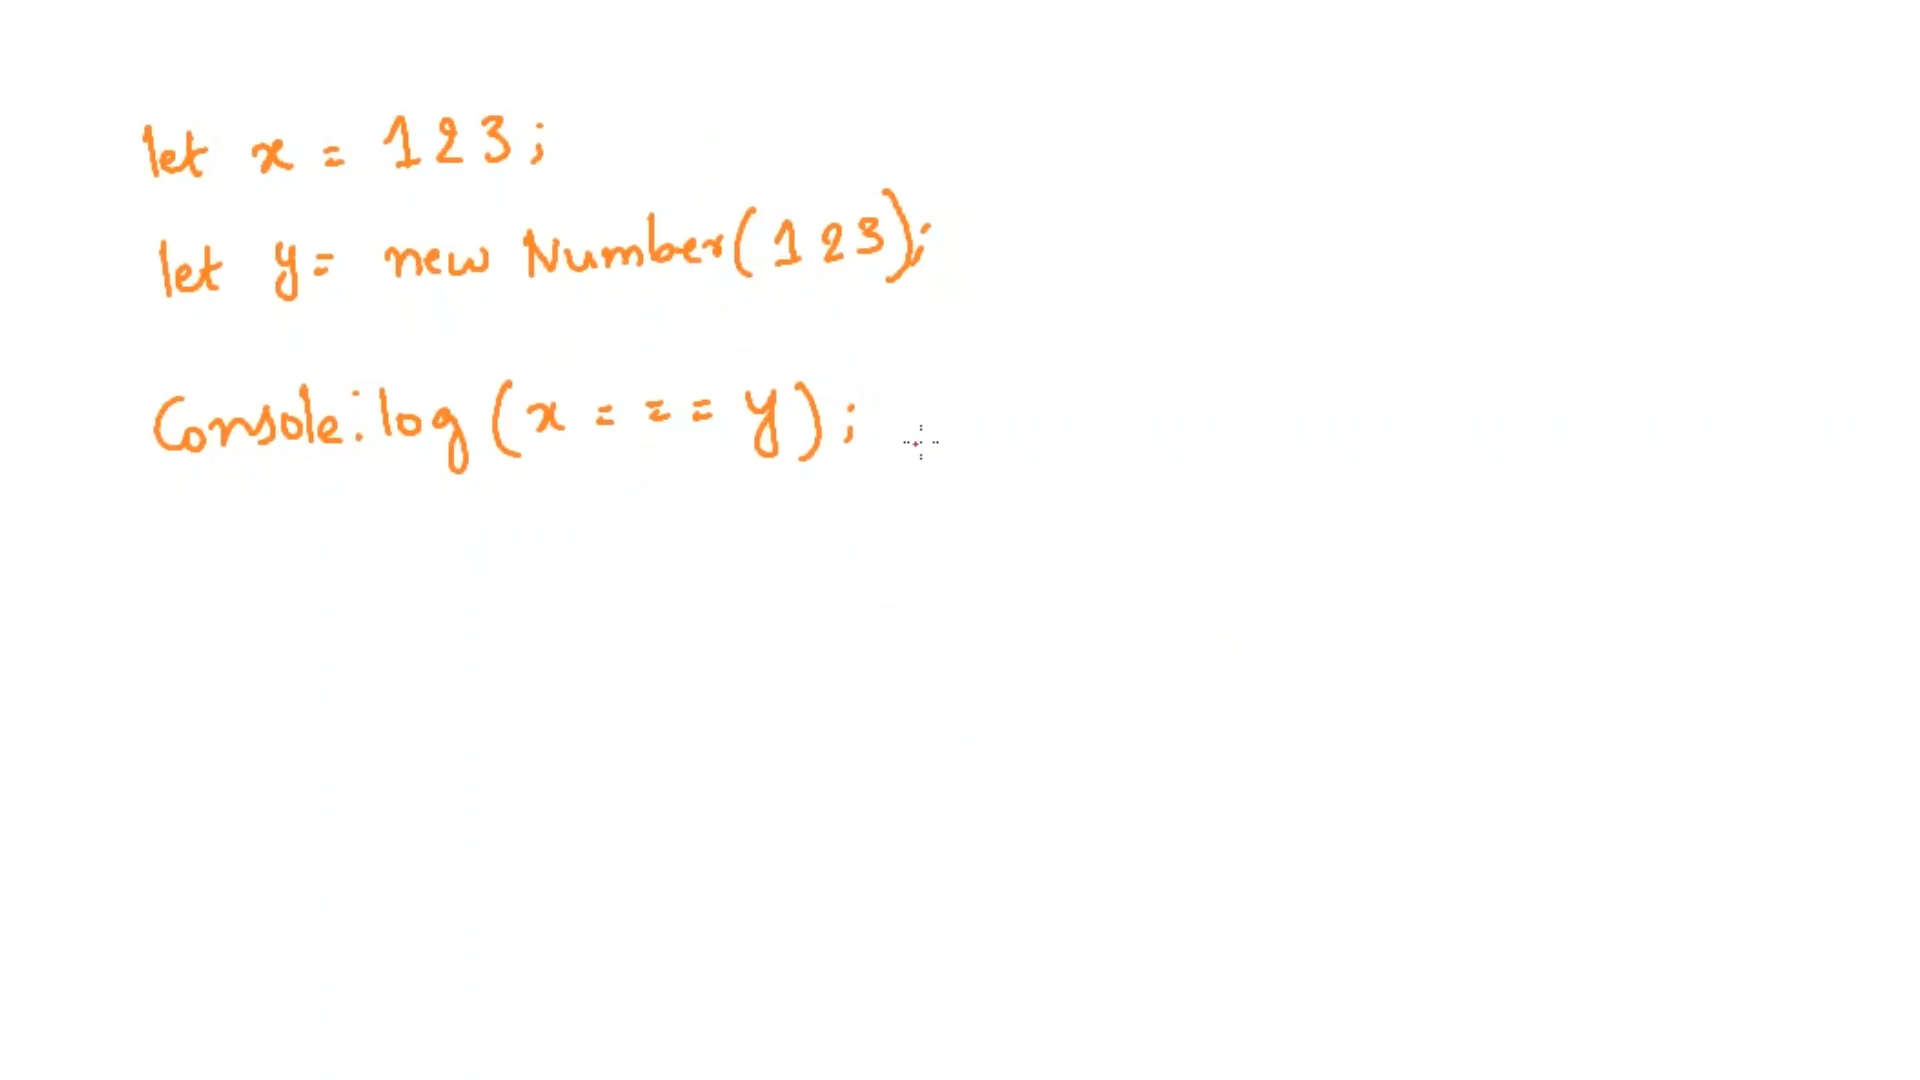 let x = 123;
let y = new Number(123);
Console.log(x === y);